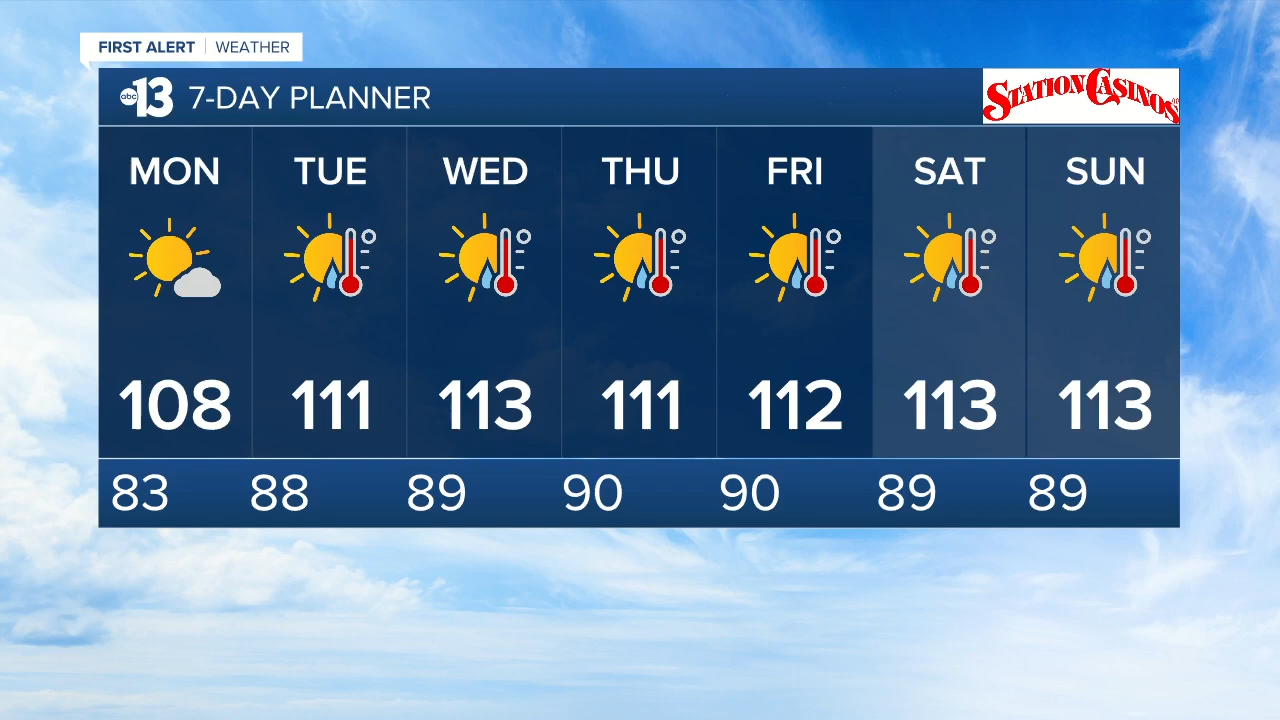 FIRST ALERT | WEATHER
abc 13 7-DAY PLANNER
STATION CASINOS
MON TUE WED THU FRI SAT SUN
108 111 113 111 112 113 113
83 88 89 90 90 89 89